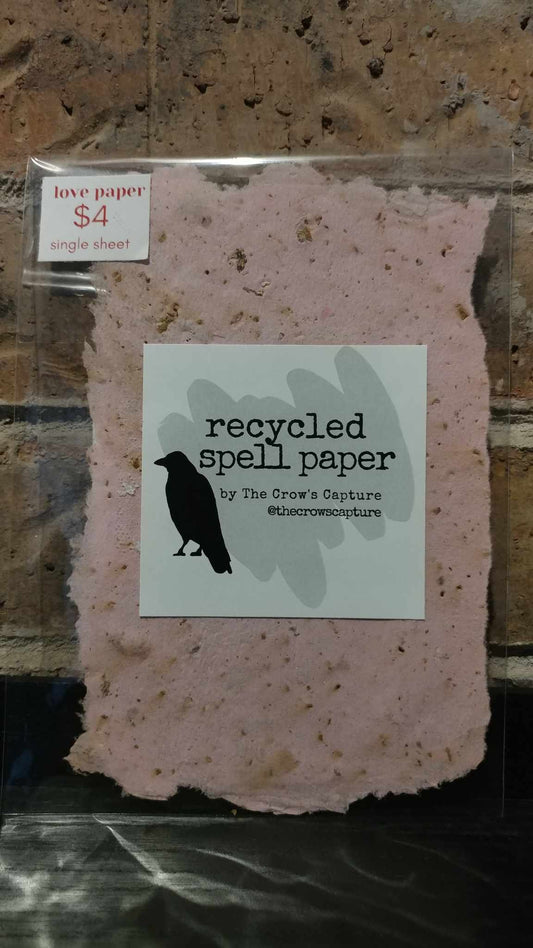 love paper
$4
single sheet
recycled
spell paper
by The Crow's Capture
@thecrowscapture